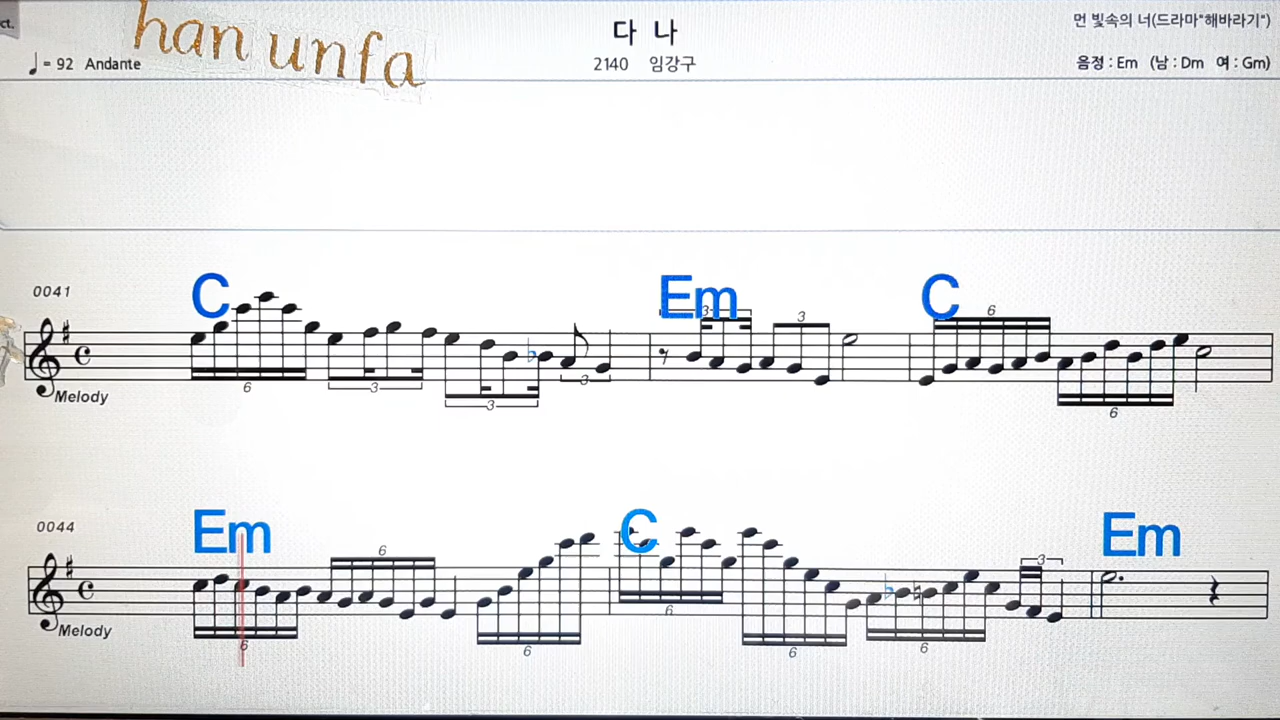 ct.
han unfa
다 나
먼 빛속의 너(드라마"해바라기")
♩= 92 Andante
2140 임강구
음정 : Em (남 : Dm 여 : Gm)
C Em C
0041
3 3 6
6 3 3 3 6
Melody
Em C Em
0044
6 3
6 6 6 6 6
Melody